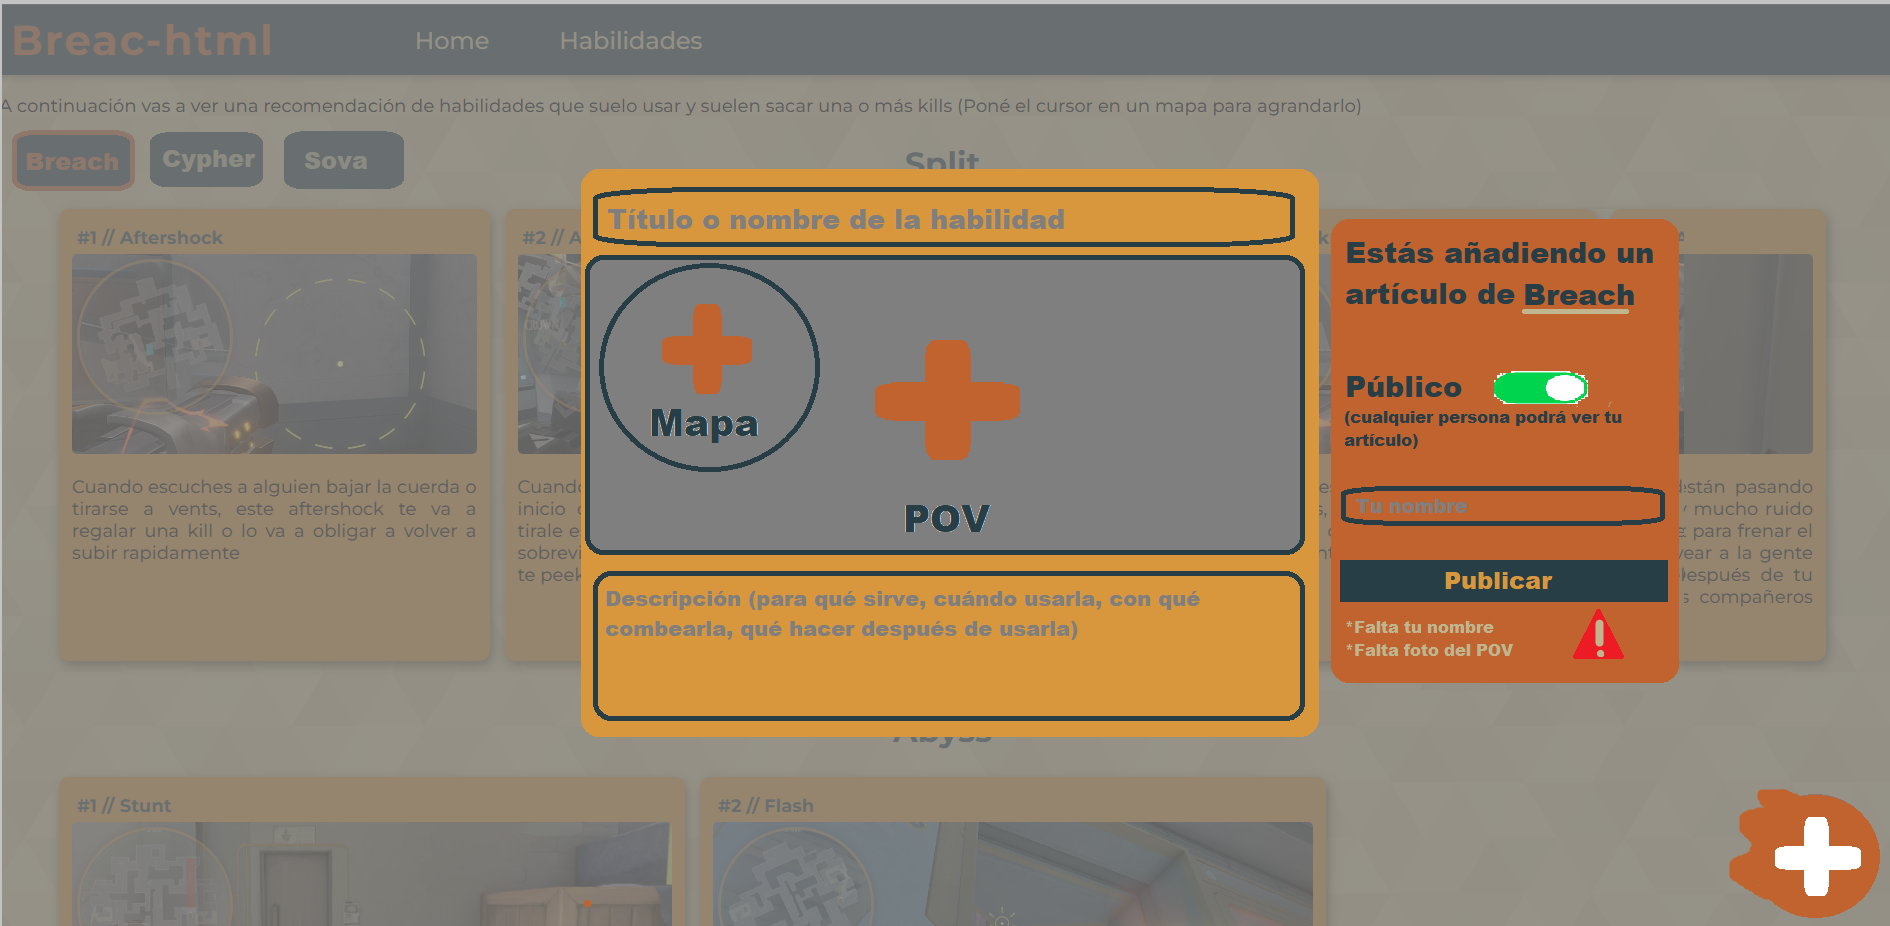 Breac-html
Home
Habilidades
A continuación vas a ver una recomendación de habilidades que suelo usar y suelen sacar una o más kills (Poné el cursor en un mapa para agrandarlo)
Breach
Cypher
Sova
Split
#1 // Aftershock
Cuando escuches a alguien bajar la cuerda o
tirarse a vents, este aftershock te va a
regalar una kill o lo va a obligar a volver a
subir rapidamente
#2 //
inicio
tirale
te
Título o nombre de la habilidad
Mapa
POV
Descripción (para qué sirve, cuándo usarla, con qué
combearla, qué hacer después de usarla)
Estás añadiendo un
artículo de Breach
Público
(cualquier persona podrá ver tu
artículo)
Tu nombre
Publicar
*Falta tu nombre
*Falta foto del POV
pasando
mucho ruido
para frenar el
a la gente
de tu
compañeros
Abyss
#1 // Stunt
#2 // Flash